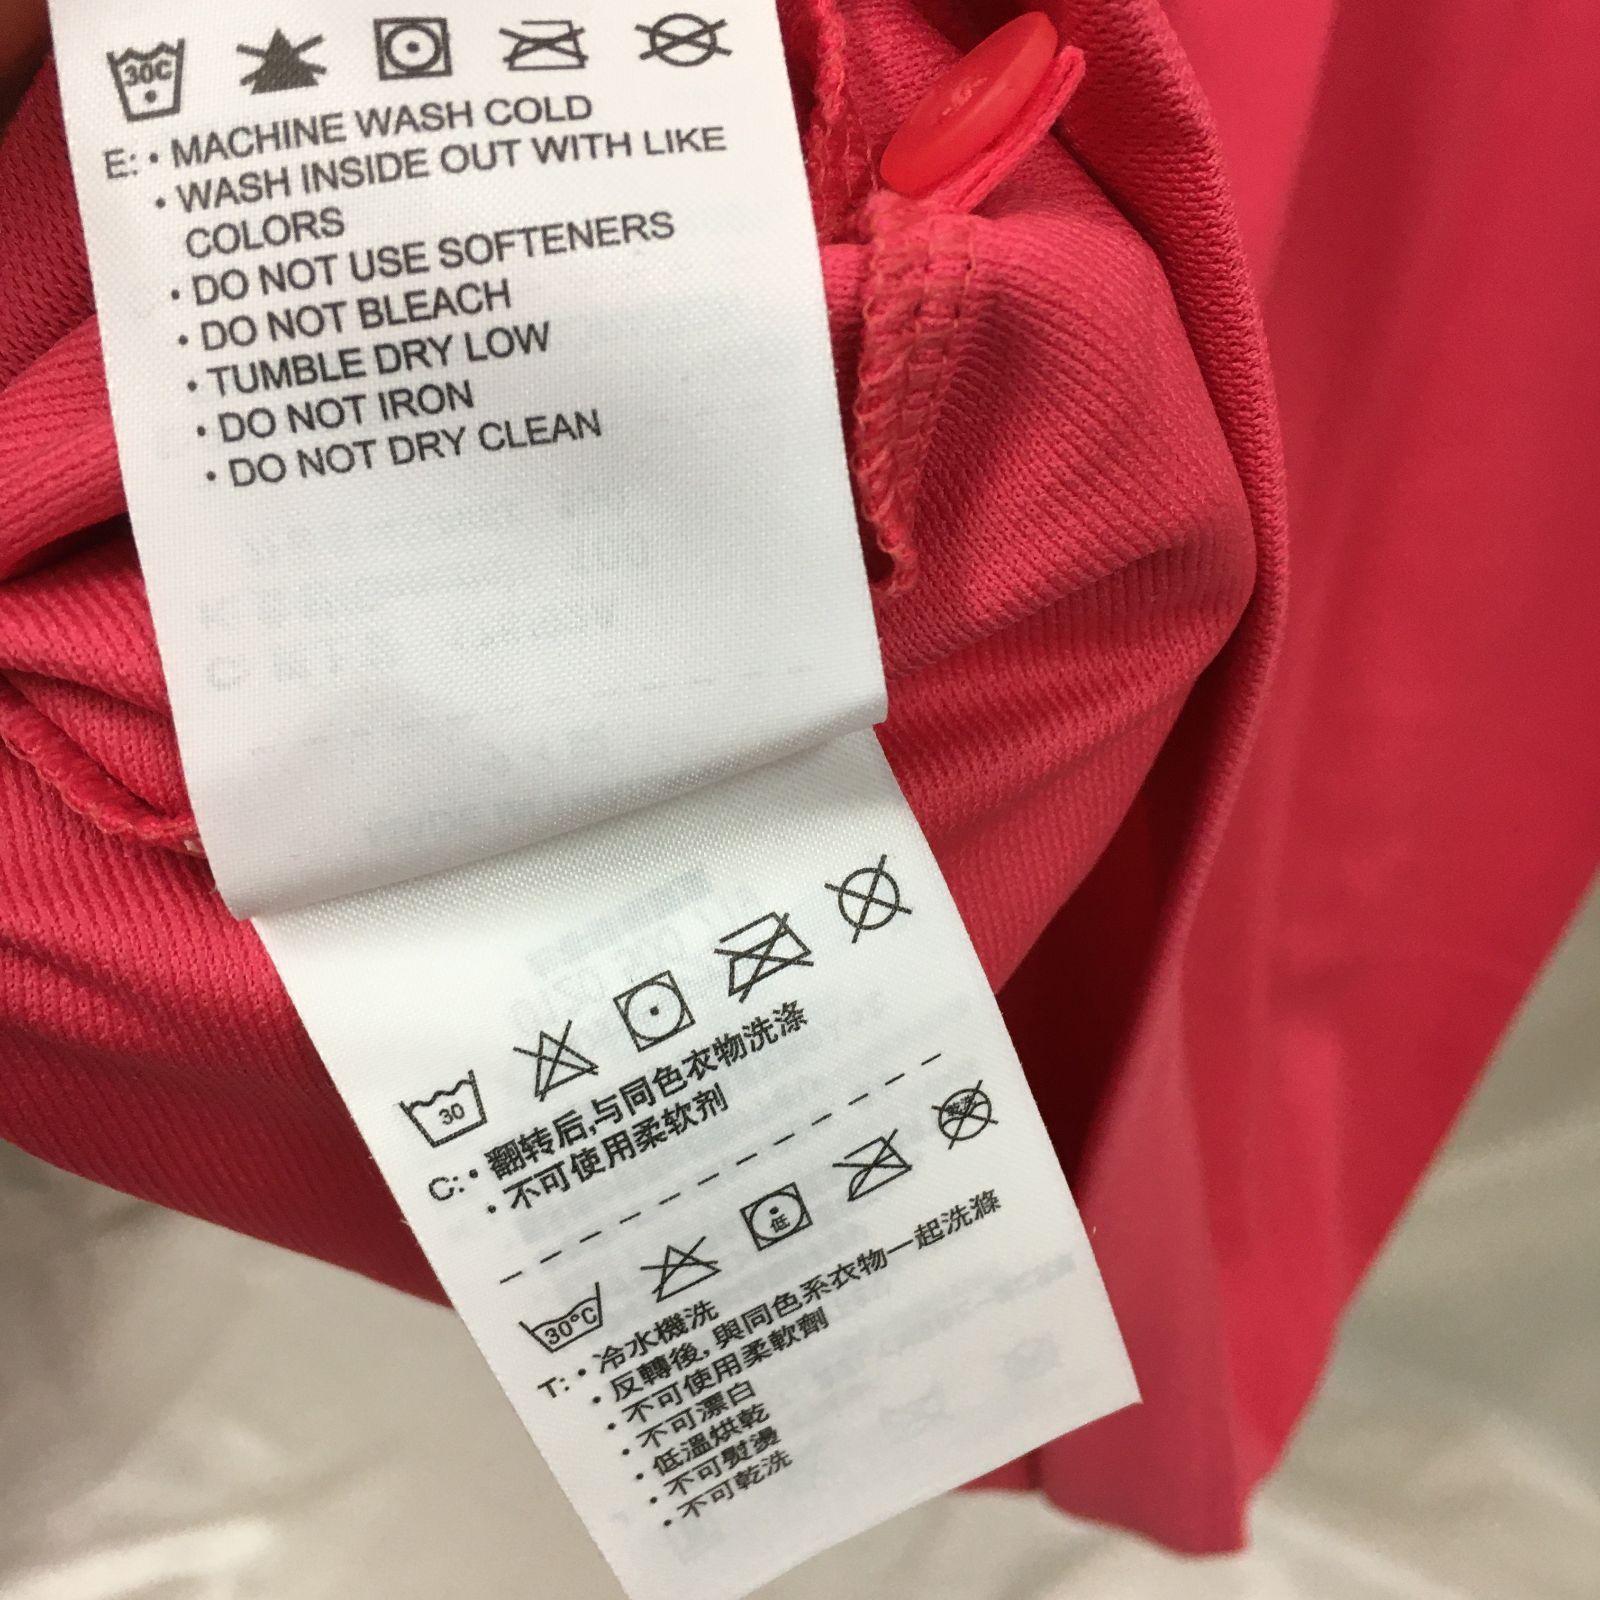 30C
E: • MACHINE WASH COLD
• WASH INSIDE OUT WITH LIKE
COLORS
• DO NOT USE SOFTENERS
• DO NOT BLEACH
• TUMBLE DRY LOW
• DO NOT IRON
• DO NOT DRY CLEAN
30
C: • 翻转后,与同色衣物洗涤
• 不可使用柔软剂
30°C 低 乾洗
T: • 冷水機洗
• 反轉後, 與同色系衣物一起洗滌
• 不可使用柔軟劑
• 不可漂白
• 低溫烘乾
• 不可熨燙
• 不可乾洗